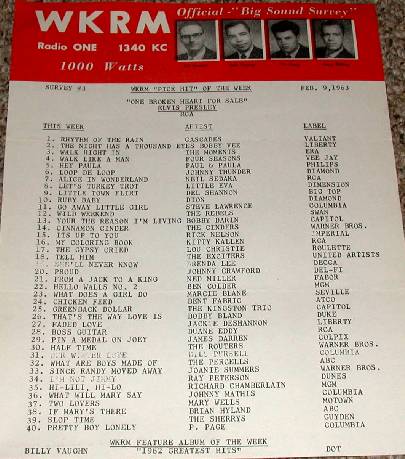 WKRM Official -"Big Sound Survey"
Radio ONE 1340 KC
1000 Watts
SURVEY #3 WKRM "PICK HIT" OF THE WEEK FEB. 9, 1963
"ONE BROKEN HEART FOR SALE"
ELVIS PRESLEY
RCA
THIS WEEK ARTIST LABEL
1. RHYTHM OF THE RAIN CASCADES VALIANT
2. THE NIGHT HAS A THOUSAND EYES BOBBY VEE LIBERTY
3. WALK RIGHT IN THE MOMENTS ERA
4. WALK LIKE A MAN FOUR SEASONS VEE JAY
5. HEY PAULA PAUL & PAULA PHILIPS
6. LOOP DE LOOP JOHNNY THUNDER DIAMOND
7. ALICE IN WONDERLAND NEIL SEDAKA RCA
8. LET'S TURKEY TROT LITTLE EVA DIMENSION
9. LITTLE TOWN FLIRT DEL SHANNON BIG TOP
10. RUBY BABY DION DIAMOND
11. GO AWAY LITTLE GIRL STEVE LAWRENCE COLUMBIA
12. WILD WEEKEND THE REBELS SWAN
13. YOUR THE REASON I'M LIVING BOBBY DARIN CAPITOL
14. CINNAMON CINDER THE CINDERS WARNER BROS.
15. ITS UP TO YOU RICK NELSON IMPERIAL
16. MY COLORING BOOK KITTY KALLEN RCA
17. THE GYPSY CRIED LOU CHRISTIE ROULETTE
18. TELL HIM THE EXCITERS UNITED ARTISTS
19. NEVER KNOW BRENDA LEE DECCA
20. PROUD JOHNNY CRAWFORD DEL-FI
21. FROM A JACK TO A KING NED MILLER FABOR
22. HELLO WALLS NO. 2 BEN COLDER MGM
23. WHAT DOES A GIRL DO MARCIE BLANE SEVILLE
24. CHICKEN FEED BENT FABRIC ATCO
25. GREENBACK DOLLAR THE KINGSTON TRIO CAPITOL
26. THAT'S THE WAY LOVE IS BOBBY BLAND DUKE
27. FADED LOVE JACKIE DESHANNON LIBERTY
28. BOSS GUITAR DUANE EDDY RCA
29. PIN A MEDAL ON JOEY JAMES DARREN COLPIX
30. HALF TIME THE ROUTERS WARNER BROS.
31. OUR WINTER LOVE BILL PURSELL COLUMBIA
32. WHAT ARE BOYS MADE OF THE PERCELLS ABC
33. SINCE RANDY MOVED AWAY JOANIE SUMMERS WARNER BROS.
34. I'M NOT JIMMY RAY PETERSON DUNES
35. HI-LILI, HI-LO RICHARD CHAMBERLAIN MGM
36. WHAT WILL MARY SAY JOHNNY MATHIS COLUMBIA
37. TWO LOVERS MARY WELLS MOTOWN
38. IF MARY'S THERE BRIAN HYLAND ABC
39. SLOP TIME THE SHERRYS GUYDEN
40. PRETTY BOY LONELY P. PAGE COLUMBIA
WKRM FEATURE ALBUM OF THE WEEK
BILLY VAUGHN "1962 GREATEST HITS" DOT